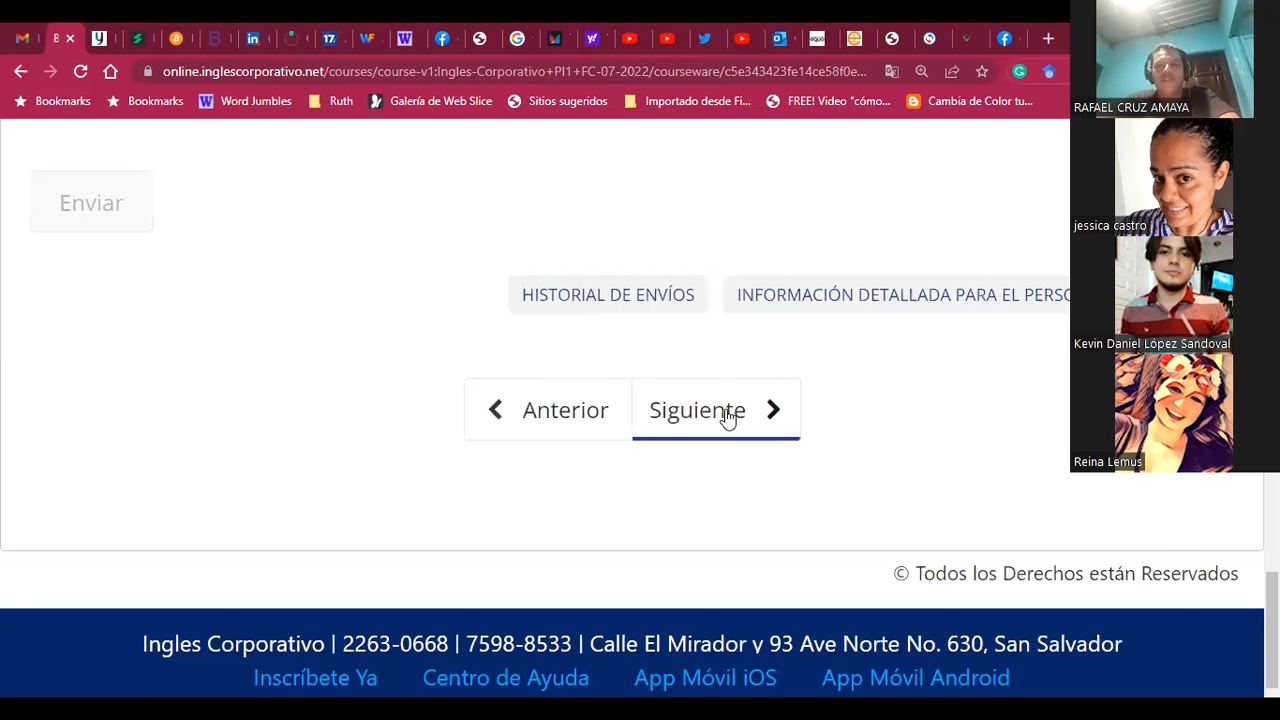 online.inglescorporativo.net/courses/course-v1:Ingles-Corporativo+PI1+FC-07-2022/courseware/c5e343423fe14ce58f0e...
Bookmarks
Bookmarks
Word Jumbles
Ruth
Galería de Web Slice
Sitios sugeridos
Importado desde Fi...
FREE! Video "cómo...
Cambia de Color tu...
RAFAEL CRUZ AMAYA
jessica castro
Kevin Daniel López Sandoval
Reina Lemus
Enviar
HISTORIAL DE ENVÍOS
INFORMACIÓN DETALLADA PARA EL PERSO
Anterior
Siguiente
© Todos los Derechos están Reservados
Ingles Corporativo | 2263-0668 | 7598-8533 | Calle El Mirador y 93 Ave Norte No. 630, San Salvador
Inscríbete Ya
Centro de Ayuda
App Móvil iOS
App Móvil Android